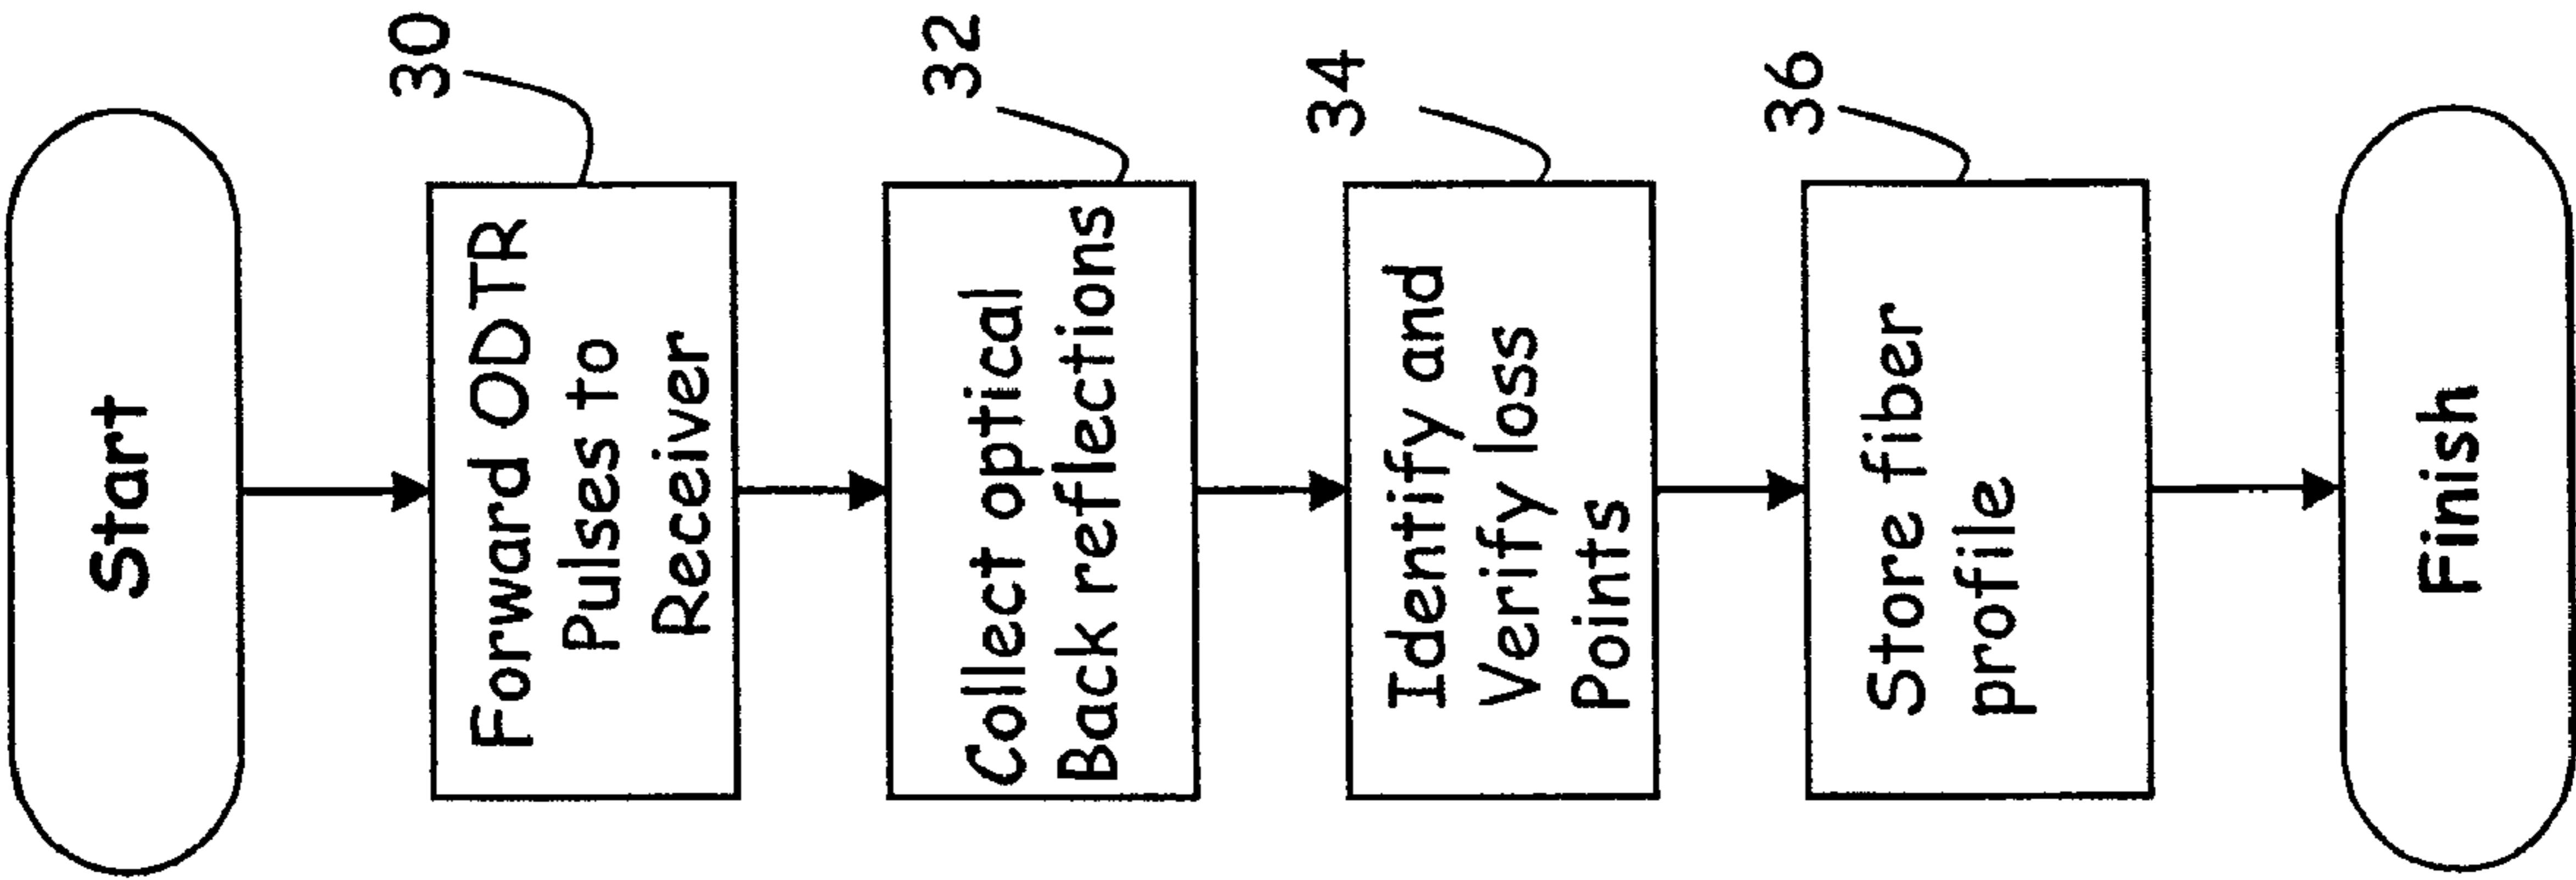 Start
Forward ODTR
Pulses to
Receiver
30
Collect optical
Back reflections
32
Identify and
Verify loss
Points
34
Store fiber
profile
36
Finish